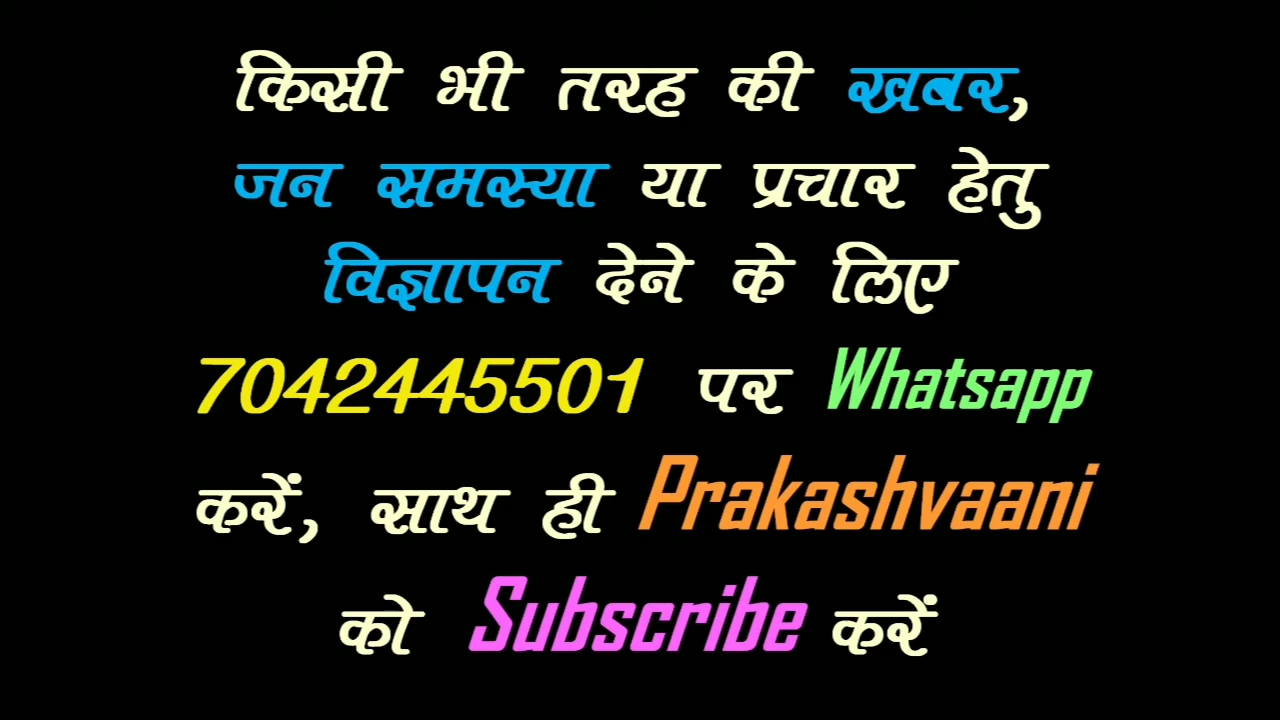 किसी भी तरह की खबर,
जन समस्या या प्रचार हेतु
विज्ञापन देने के लिए
7042445501 पर Whatsapp
करें, साथ ही Prakashvaani
को Subscribe करें